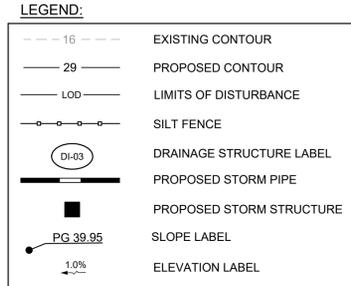 LEGEND:
16 EXISTING CONTOUR
29 PROPOSED CONTOUR
LOD LIMITS OF DISTURBANCE
SILT FENCE
DI-03 DRAINAGE STRUCTURE LABEL
PROPOSED STORM PIPE
PROPOSED STORM STRUCTURE
PG 39.95 SLOPE LABEL
1.0% ELEVATION LABEL